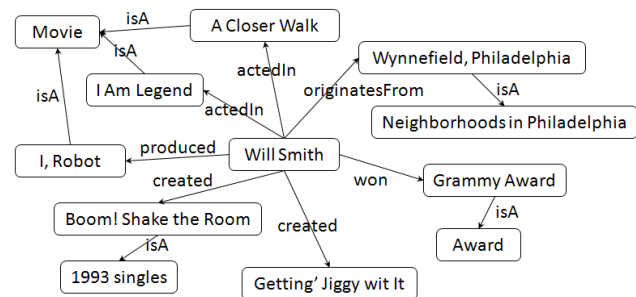 isA
A Closer Walk
Movie
isA
actedIn
Wynnefield, Philadelphia
originatesFrom
isA
I Am Legend
isA
actedIn
Neighborhoods in Philadelphia
produced
Will Smith
I, Robot
created
won
Grammy Award
Boom! Shake the Room
created
isA
isA
Award
1993 singles
Getting' Jiggy wit It